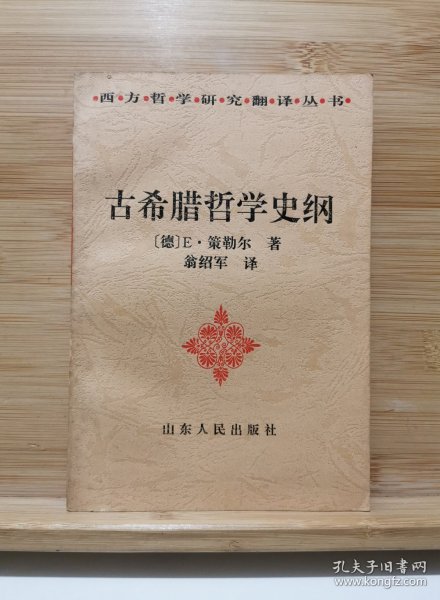 ·西·方·哲·学·研·究·翻·译·丛·书·
古希腊哲学史纲
〔德〕E·策勒尔 著
翁绍军 译
山东人民出版社
孔夫子旧书网
www.kongfz.com